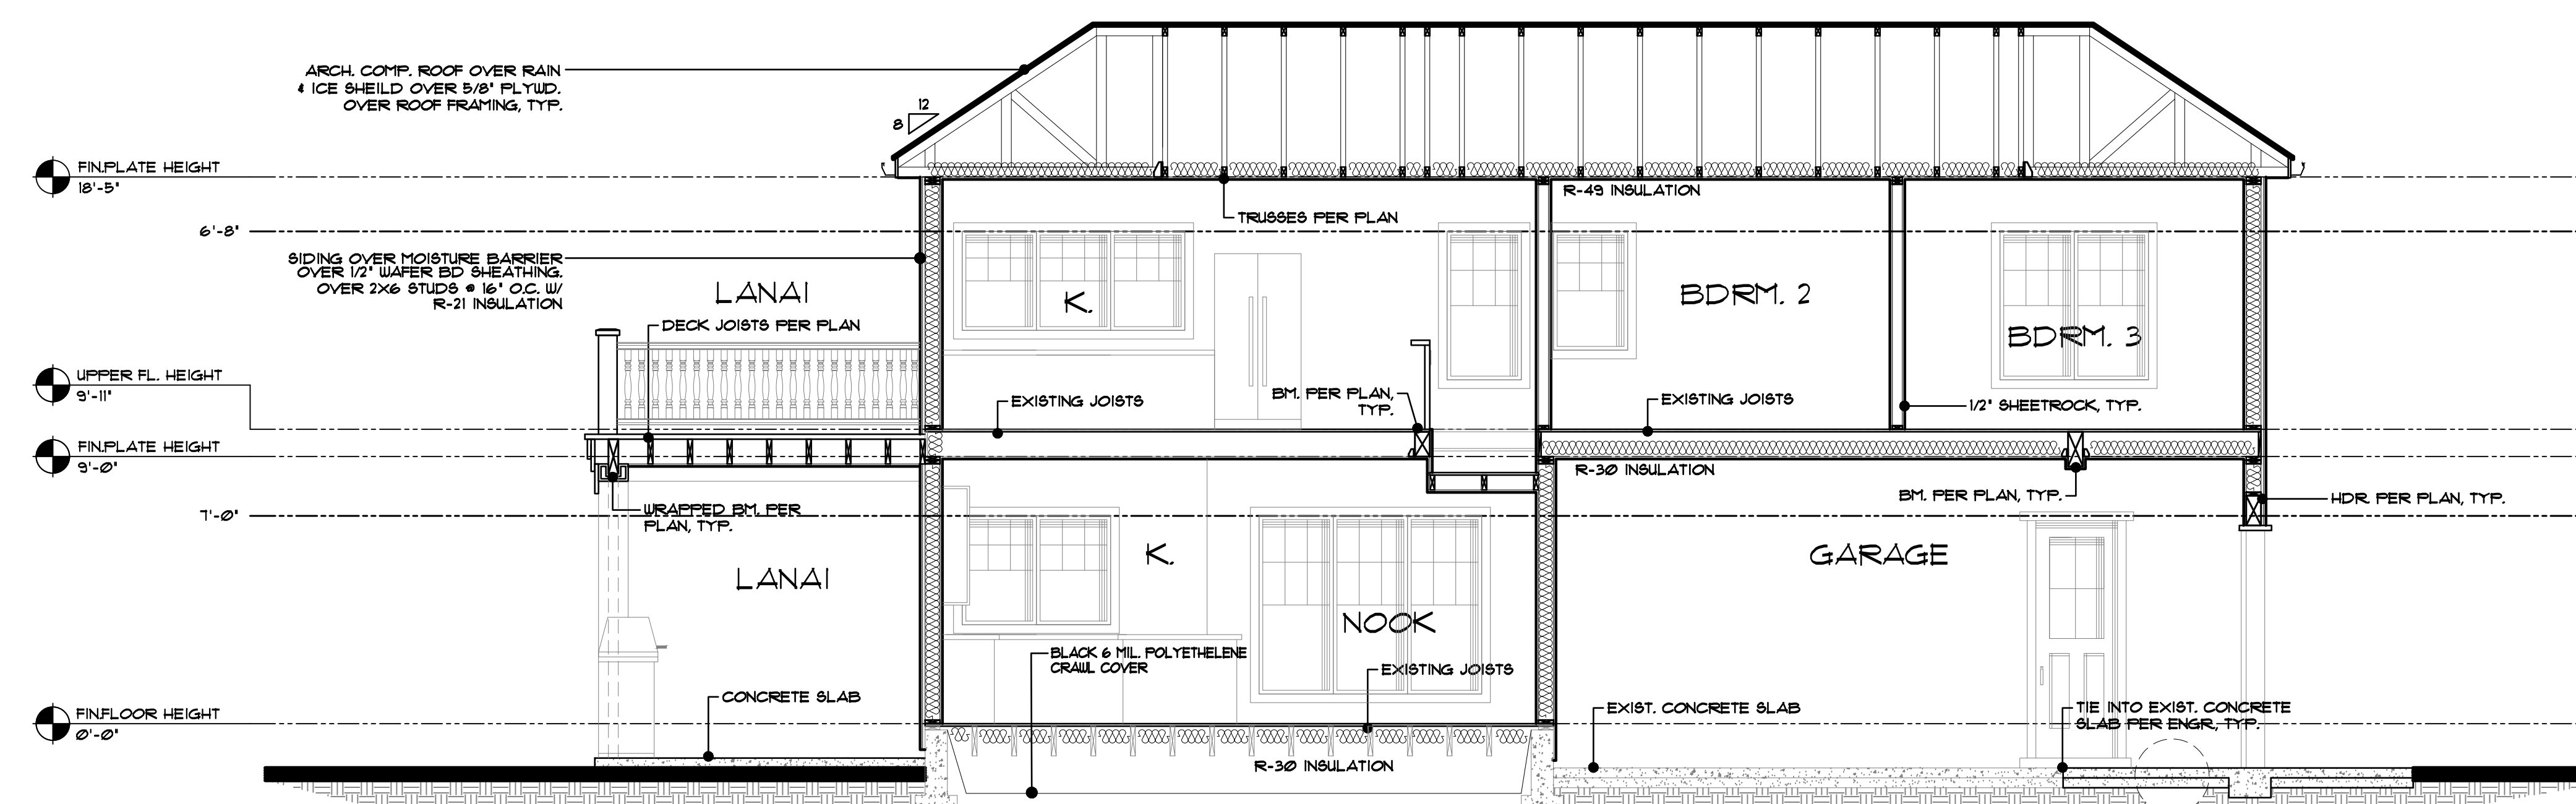 ARCH. COMP. ROOF OVER RAIN
& ICE SHEILD OVER 5/8" PLYWD.
OVER ROOF FRAMING, TYP.
12
8
FIN.PLATE HEIGHT
18'-5"
R-49 INSULATION
TRUSSES PER PLAN
6'-8"
SIDING OVER MOISTURE BARRIER
OVER 1/2" WAFER BD SHEATHING.
OVER 2X6 STUDS @ 16" O.C. W/
R-21 INSULATION
LANAI
K.
BDRM. 2
BDRM. 3
DECK JOISTS PER PLAN
UPPER FL. HEIGHT
9'-11"
EXISTING JOISTS
BM. PER PLAN,
TYP.
EXISTING JOISTS
1/2" SHEETROCK, TYP.
FIN.PLATE HEIGHT
9'-0"
R-30 INSULATION
BM. PER PLAN, TYP.
HDR. PER PLAN, TYP.
WRAPPED BM. PER
PLAN, TYP.
7'-0"
LANAI
K.
GARAGE
NOOK
BLACK 6 MIL. POLYETHELENE
CRAWL COVER
EXISTING JOISTS
CONCRETE SLAB
EXIST. CONCRETE SLAB
TIE INTO EXIST. CONCRETE
SLAB PER ENGR., TYP.
FIN.FLOOR HEIGHT
0'-0"
R-30 INSULATION